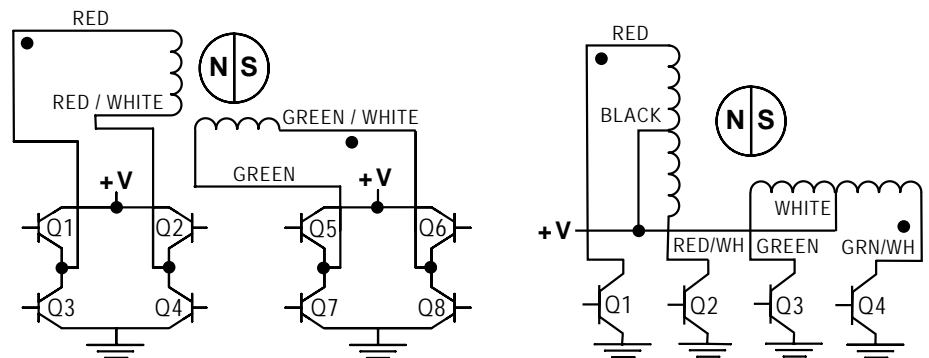 RED
N S
RED / WHITE
GREEN / WHITE
GREEN
+V
+V
Q1
Q2
Q5
Q6
Q3
Q4
Q7
Q8
RED
BLACK
N S
WHITE
+V
RED/WH
GREEN
GRN/WH
Q1
Q2
Q3
Q4